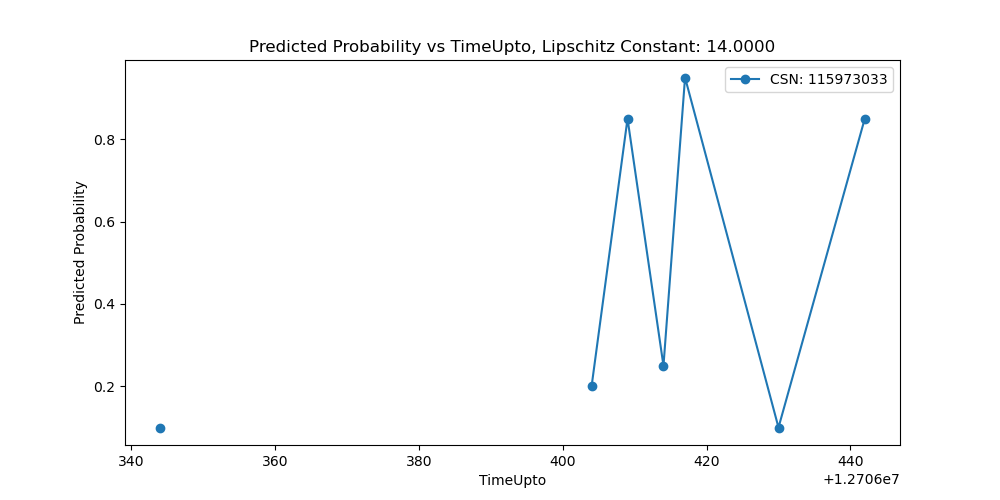 Predicted Probability vs TimeUpto, Lipschitz Constant: 14.0000
CSN: 115973033
Predicted Probability
0.8
0.6
0.4
0.2
340 360 380 400 420 440
TimeUpto
+1.2706e7